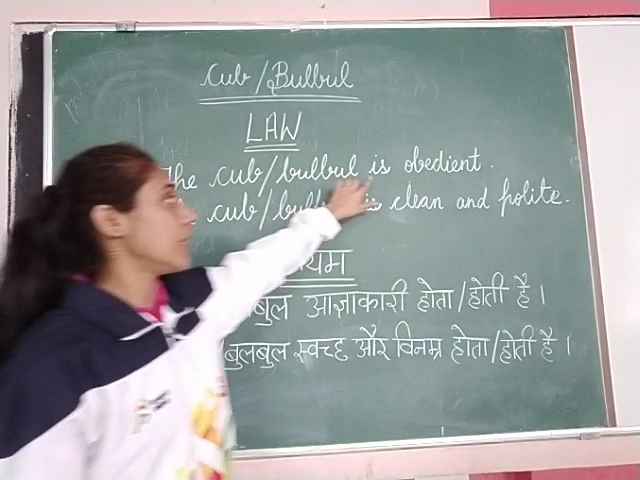 Cub/Bulbul
LAW
The cub/bulbul is obedient.
cub/bulbul is clean and polite.
नियम
बुलबुल आज्ञाकारी होता/होती है।
बुलबुल स्वच्छ और विनम्र होता/होती है।